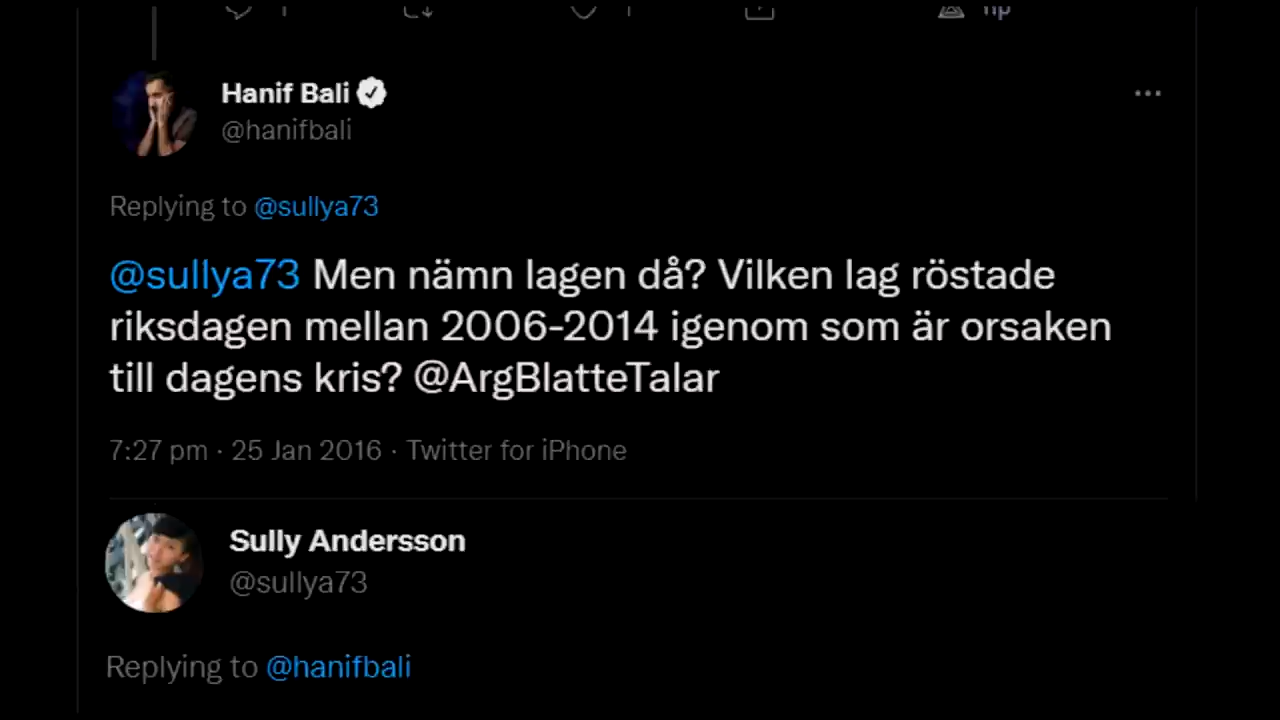 Tip
Hanif Bali
@hanifbali
Replying to @sullya73
@sullya73 Men nämn lagen då? Vilken lag röstade
riksdagen mellan 2006-2014 igenom som är orsaken
till dagens kris? @ArgBlatteTalar
7:27 pm · 25 Jan 2016 · Twitter for iPhone
Sully Andersson
@sullya73
Replying to @hanifbali